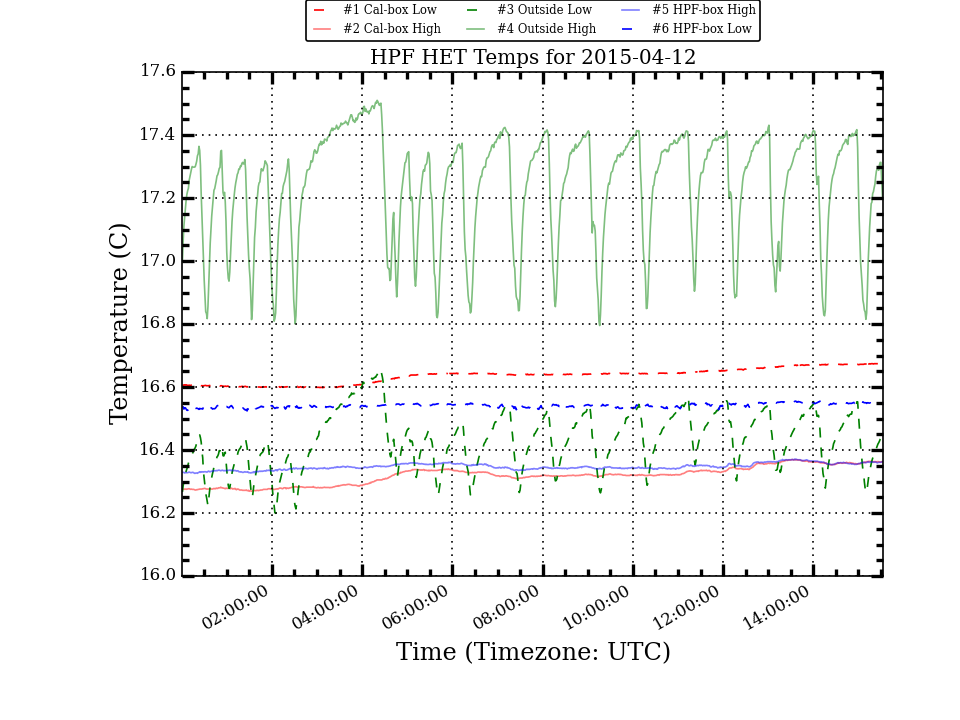 #1 Cal-box Low #3 Outside Low #5 HPF-box High
#2 Cal-box High #4 Outside High #6 HPF-box Low
HPF HET Temps for 2015-04-12
17.6
17.4
17.2
17.0
16.8
16.6
16.4
16.2
16.0
Temperature (C)
02:00:00 04:00:00 06:00:00 08:00:00 10:00:00 12:00:00 14:00:00
Time (Timezone: UTC)